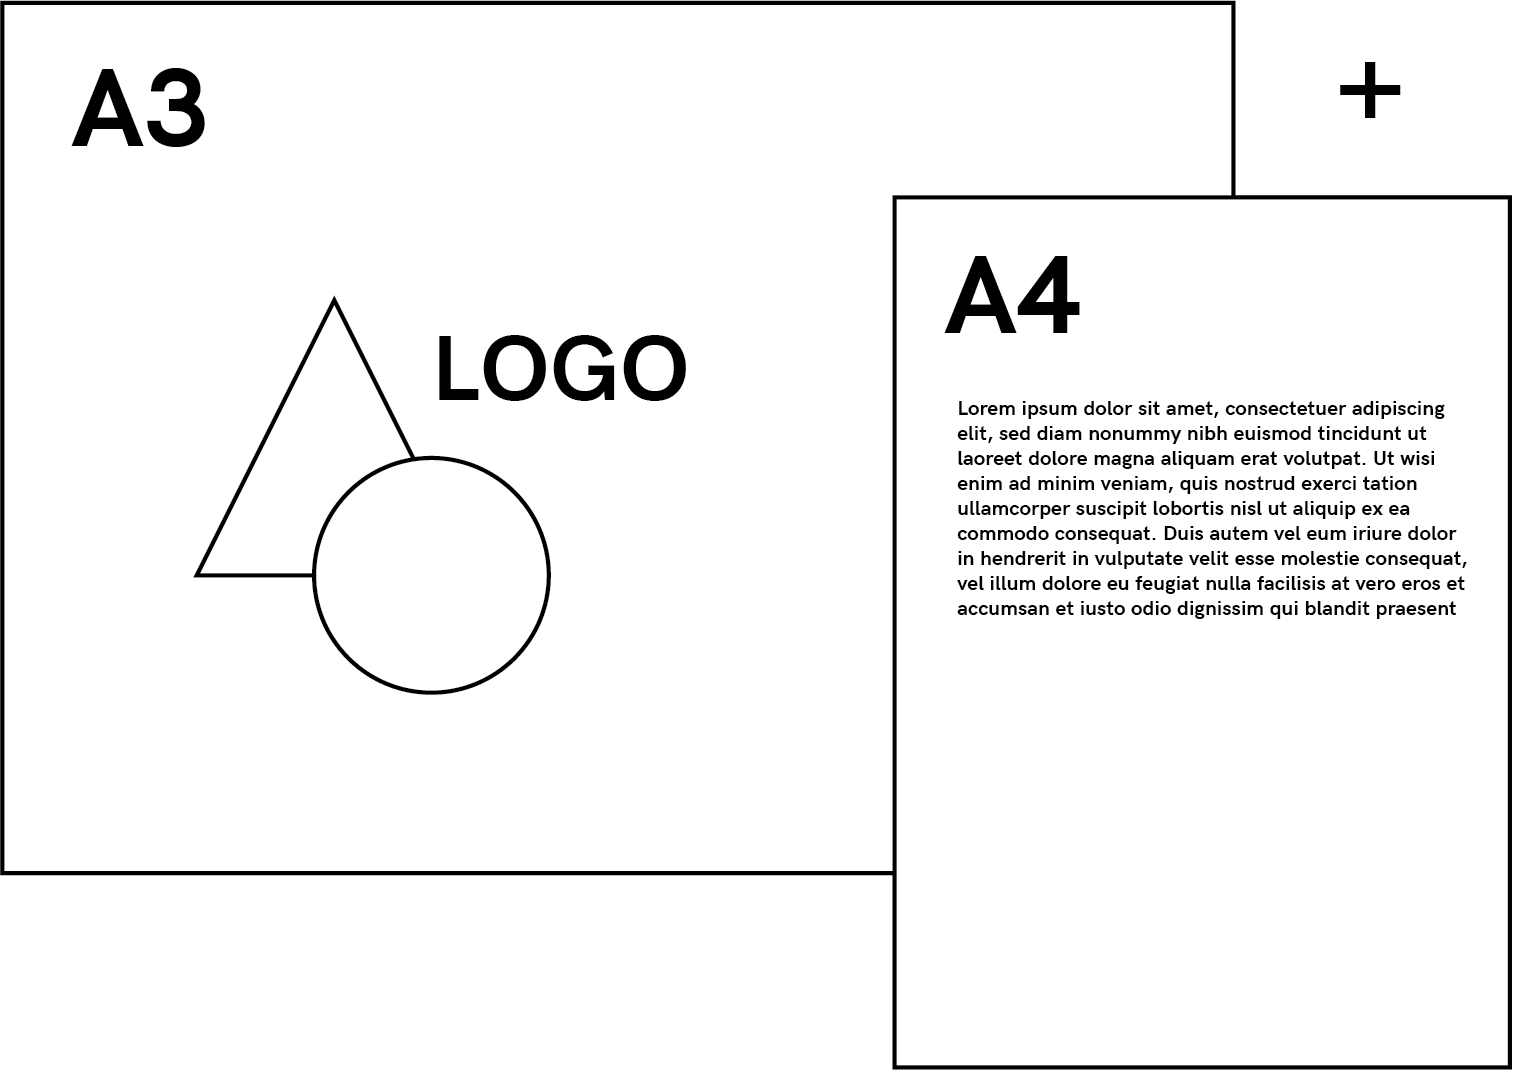 A3
+
LOGO
A4
Lorem ipsum dolor sit amet, consectetuer adipiscing
elit, sed diam nonummy nibh euismod tincidunt ut
laoreet dolore magna aliquam erat volutpat. Ut wisi
enim ad minim veniam, quis nostrud exerci tation
ullamcorper suscipit lobortis nisl ut aliquip ex ea
commodo consequat. Duis autem vel eum iriure dolor
in hendrerit in vulputate velit esse molestie consequat,
vel illum dolore eu feugiat nulla facilisis at vero eros et
accumsan et iusto odio dignissim qui blandit praesent